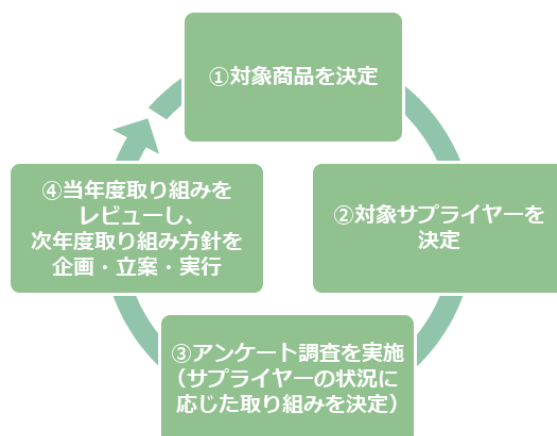 ①対象商品を決定
②対象サプライヤーを
決定
③アンケート調査を実施
（サプライヤーの状況に
応じた取り組みを決定）
④当年度取り組みを
レビューし、
次年度取り組み方針を
企画・立案・実行